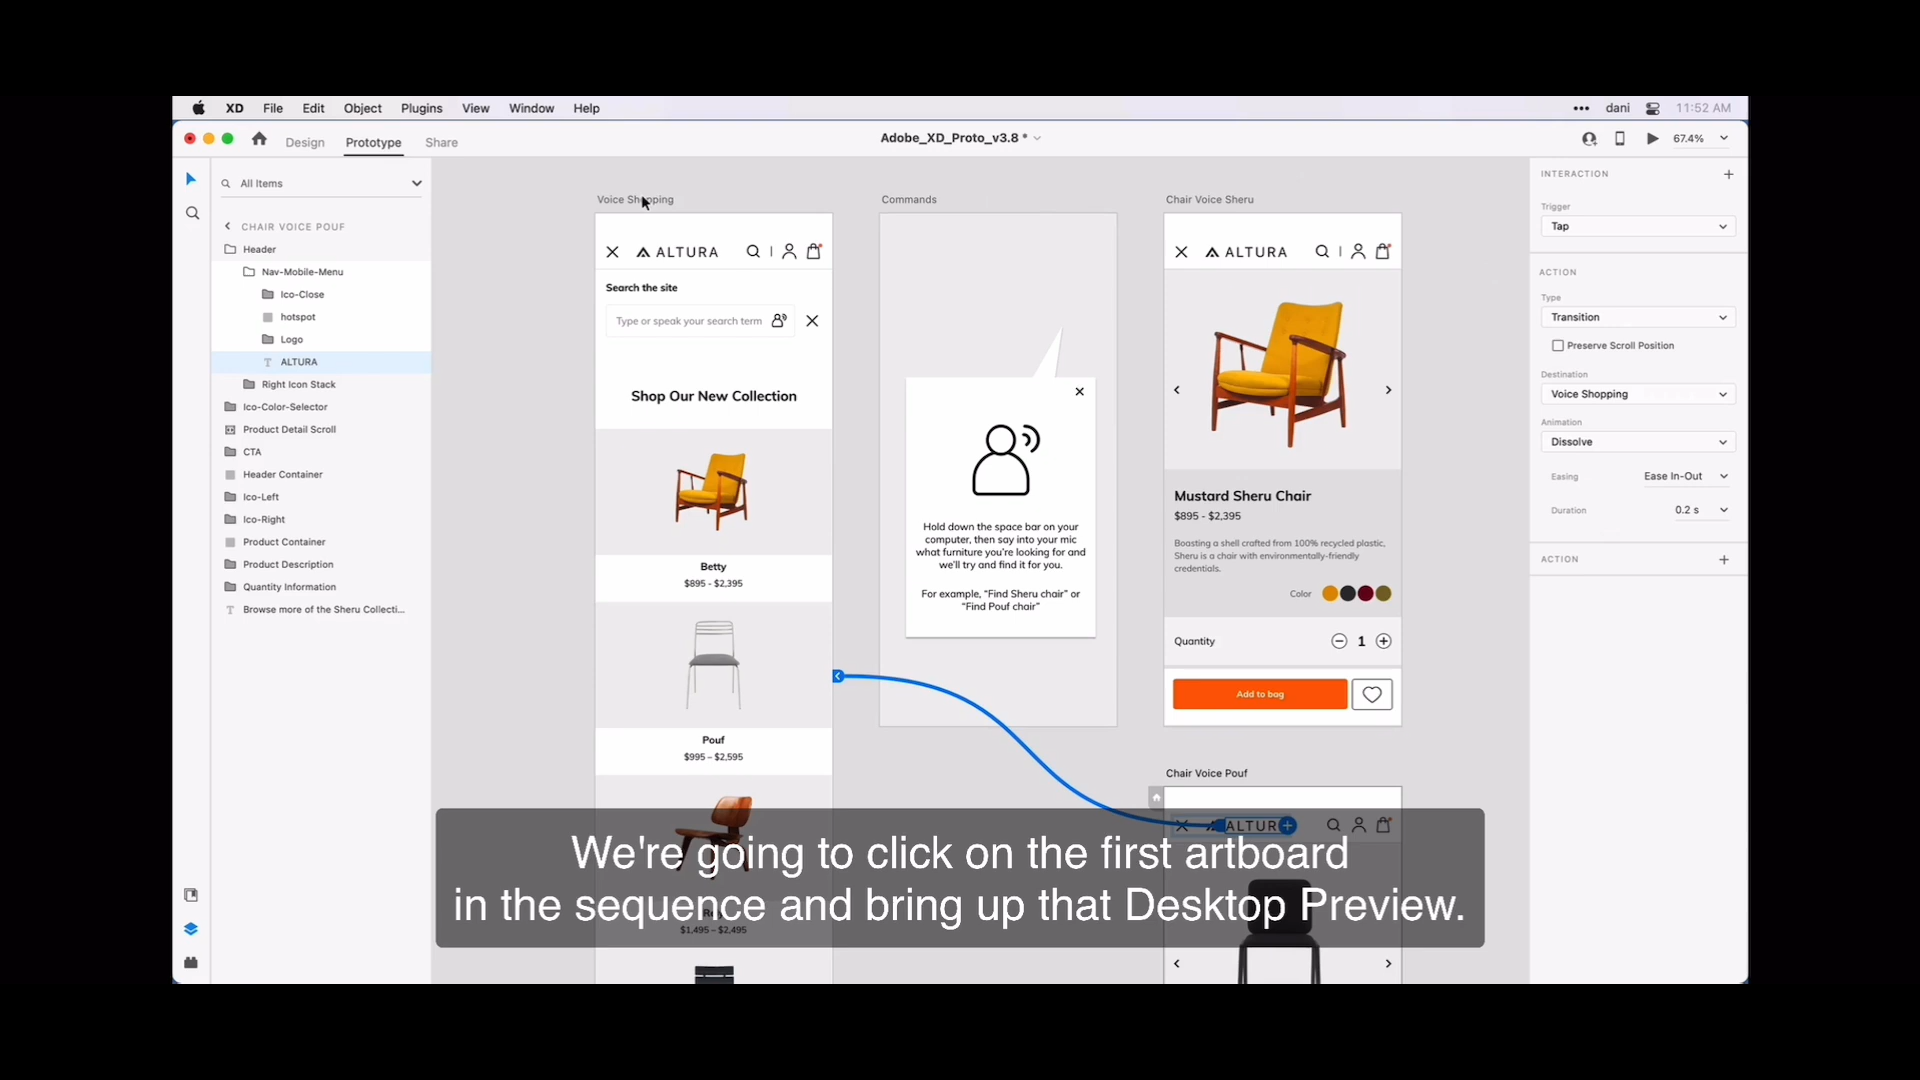 XD File Edit Object Plugins View Window Help
dani 11:52 AM
Design Prototype Share
Adobe_XD_Proto_v3.8 *
67.4%
All Items
CHAIR VOICE POUF
Header
Nav-Mobile-Menu
Ico-Close
hotspot
Logo
ALTURA
Right Icon Stack
Ico-Color-Selector
Product Detail Scroll
CTA
Header Container
Ico-Left
Ico-Right
Product Container
Product Description
Quantity Information
Browse more of the Sheru Collecti...
Voice Shopping
ALTURA
Search the site
Type or speak your search term
Shop Our New Collection
Betty
$895 - $2,395
Pouf
$995 – $2,595
$1,495 – $2,495
Commands
Hold down the space bar on your
computer, then say into your mic
what furniture you're looking for and
we'll try and find it for you.
For example, “Find Sheru chair” or
“Find Pouf chair”
Chair Voice Sheru
ALTURA
Mustard Sheru Chair
$895 - $2,395
Boasting a shell crafted from 100% recycled plastic,
Sheru is a chair with environmentally-friendly
credentials.
Color
Quantity
1
Add to bag
Chair Voice Pouf
ALTUR
INTERACTION
Trigger
Tap
ACTION
Type
Transition
Preserve Scroll Position
Destination
Voice Shopping
Animation
Dissolve
Easing Ease In-Out
Duration 0.2 s
ACTION
We're going to click on the first artboard
in the sequence and bring up that Desktop Preview.